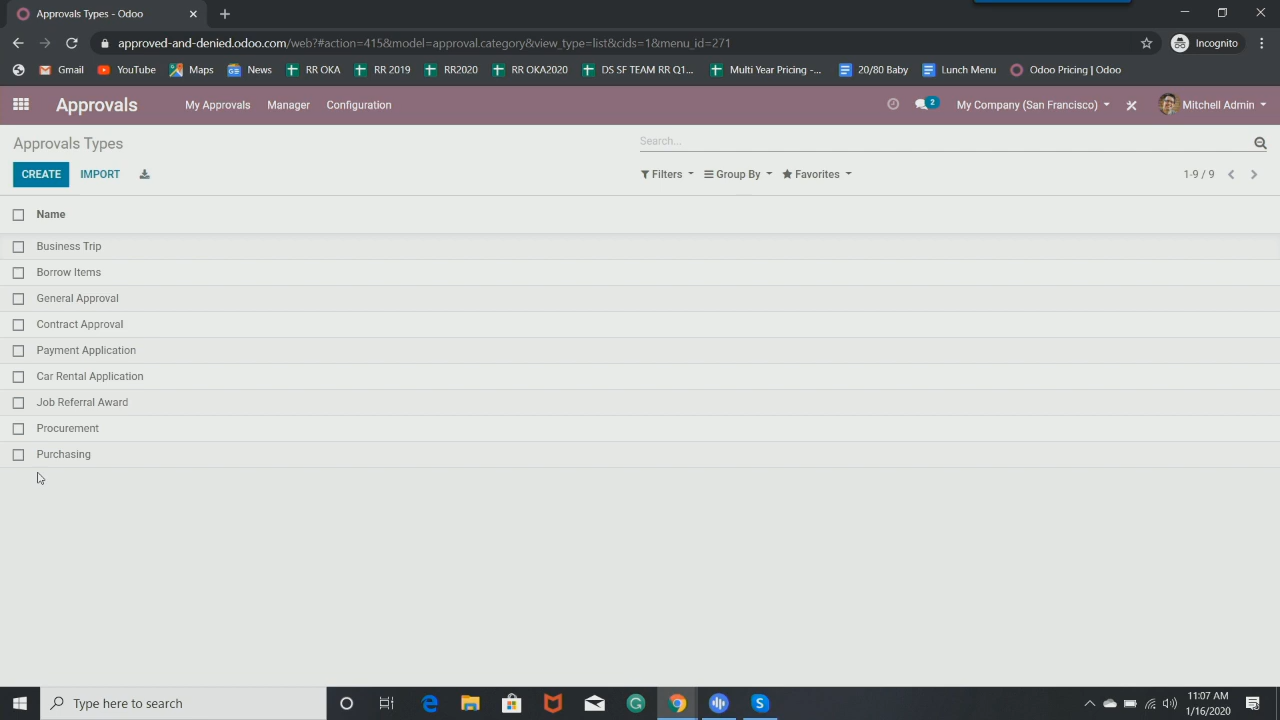 Approvals Types - Odoo
approved-and-denied.odoo.com/web?#action=415&model=approval.category&view_type=list&cids=1&menu_id=271
Incognito
Gmail YouTube Maps News RR OKA RR 2019 RR2020 RR OKA2020 DS SF TEAM RR Q1... Multi Year Pricing -... 20/80 Baby Lunch Menu Odoo Pricing | Odoo
Approvals My Approvals Manager Configuration 2 My Company (San Francisco) Mitchell Admin
Approvals Types Search...
CREATE IMPORT Filters Group By Favorites 1-9 / 9
Name
Business Trip
Borrow Items
General Approval
Contract Approval
Payment Application
Car Rental Application
Job Referral Award
Procurement
Purchasing
Type here to search
11:07 AM
1/16/2020